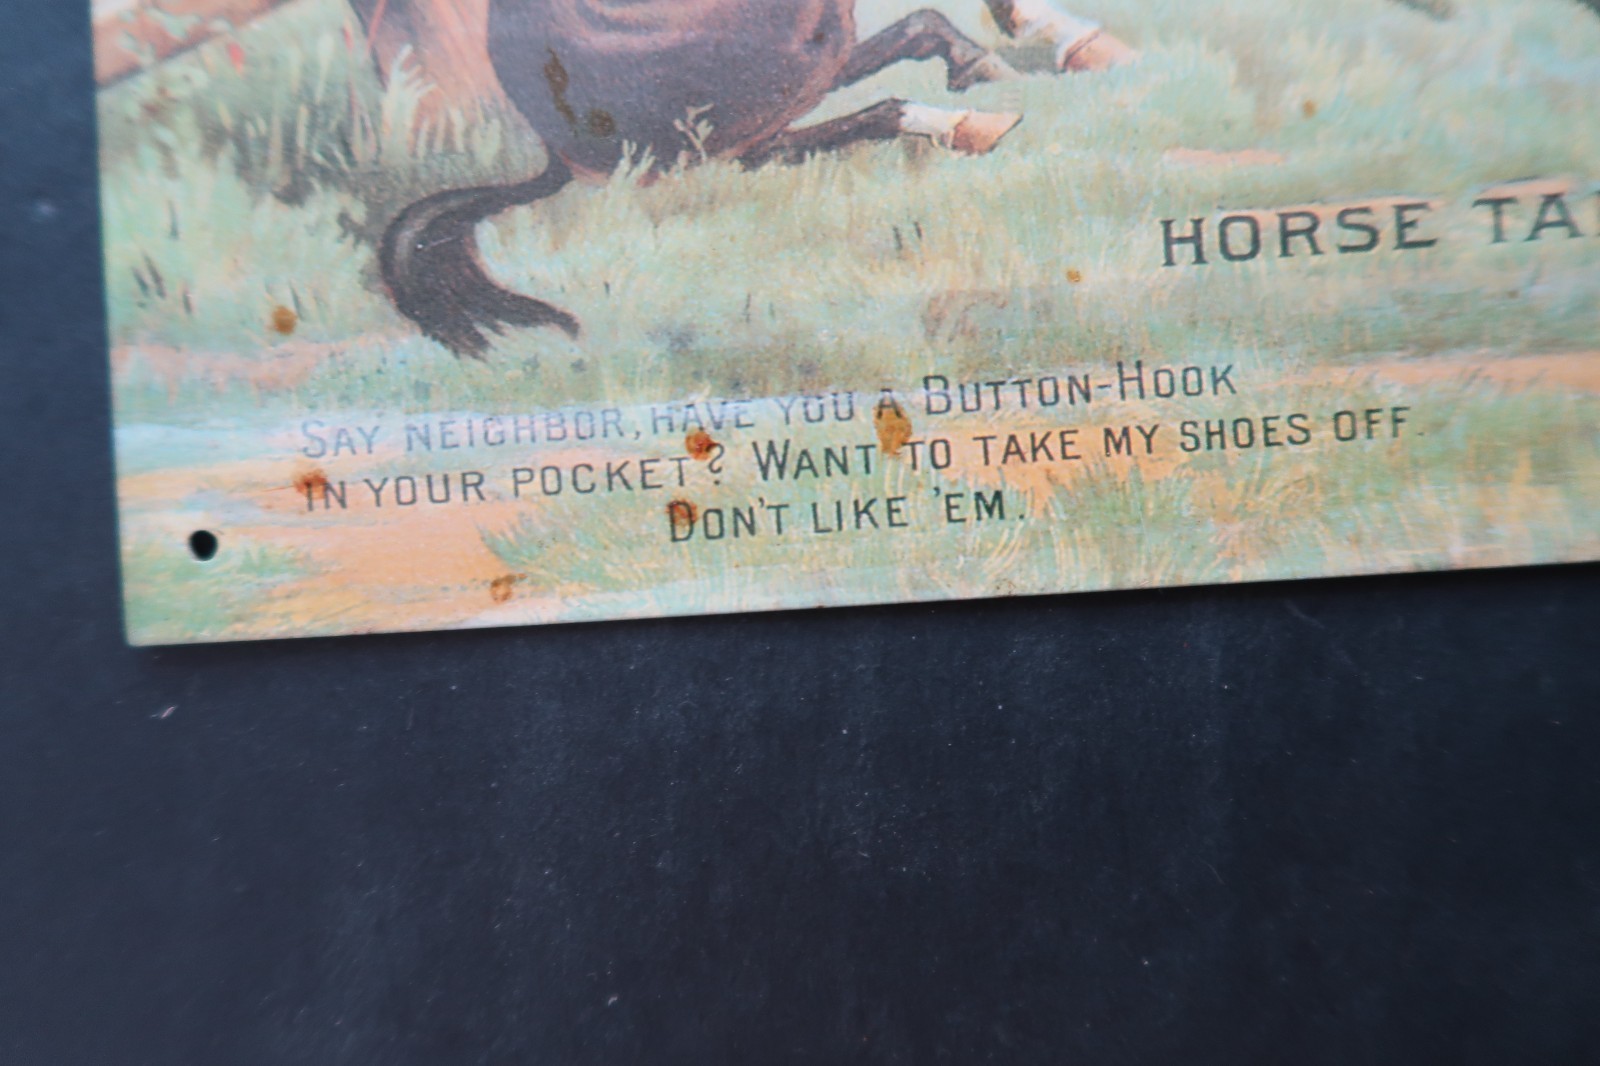 HORSE TA
SAY NEIGHBOR, HAVE YOU A BUTTON-HOOK
IN YOUR POCKET? WANT TO TAKE MY SHOES OFF.
DON'T LIKE 'EM.